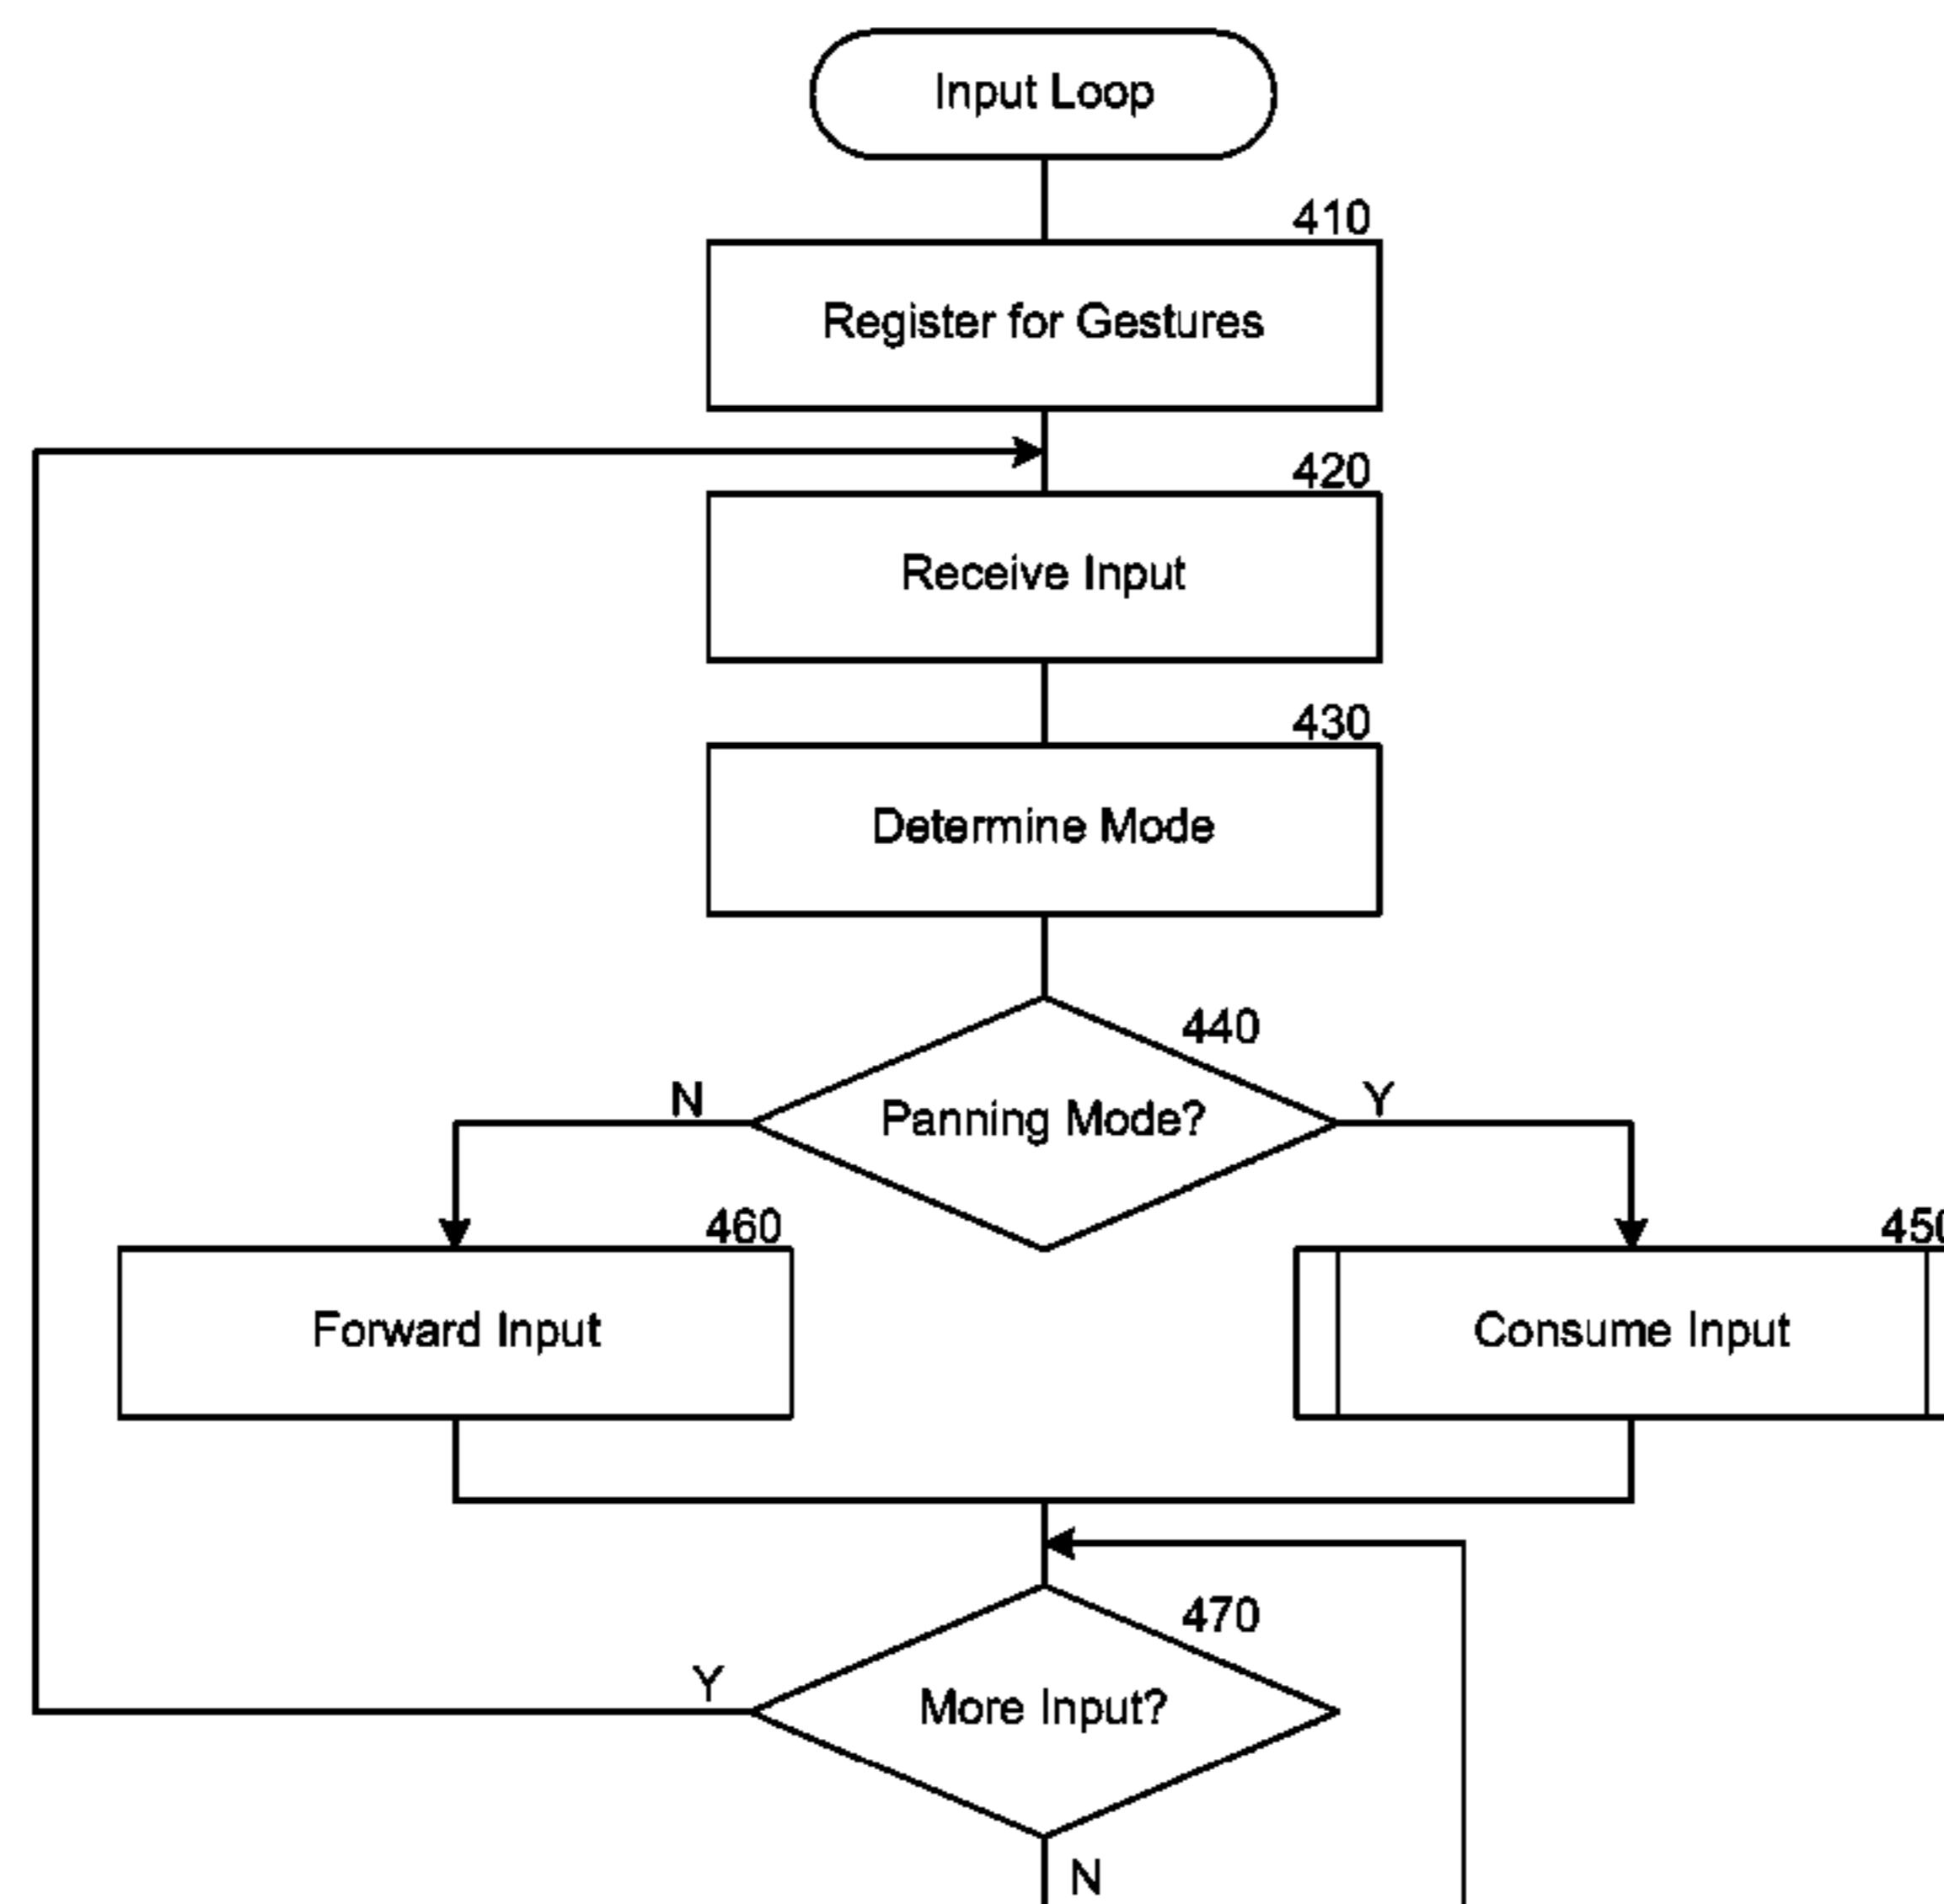 Input Loop
410
Register for Gestures
420
Receive Input
430
Determine Mode
440
N
Panning Mode?
Y
460
450
Forward Input
Consume Input
470
Y
More Input?
N